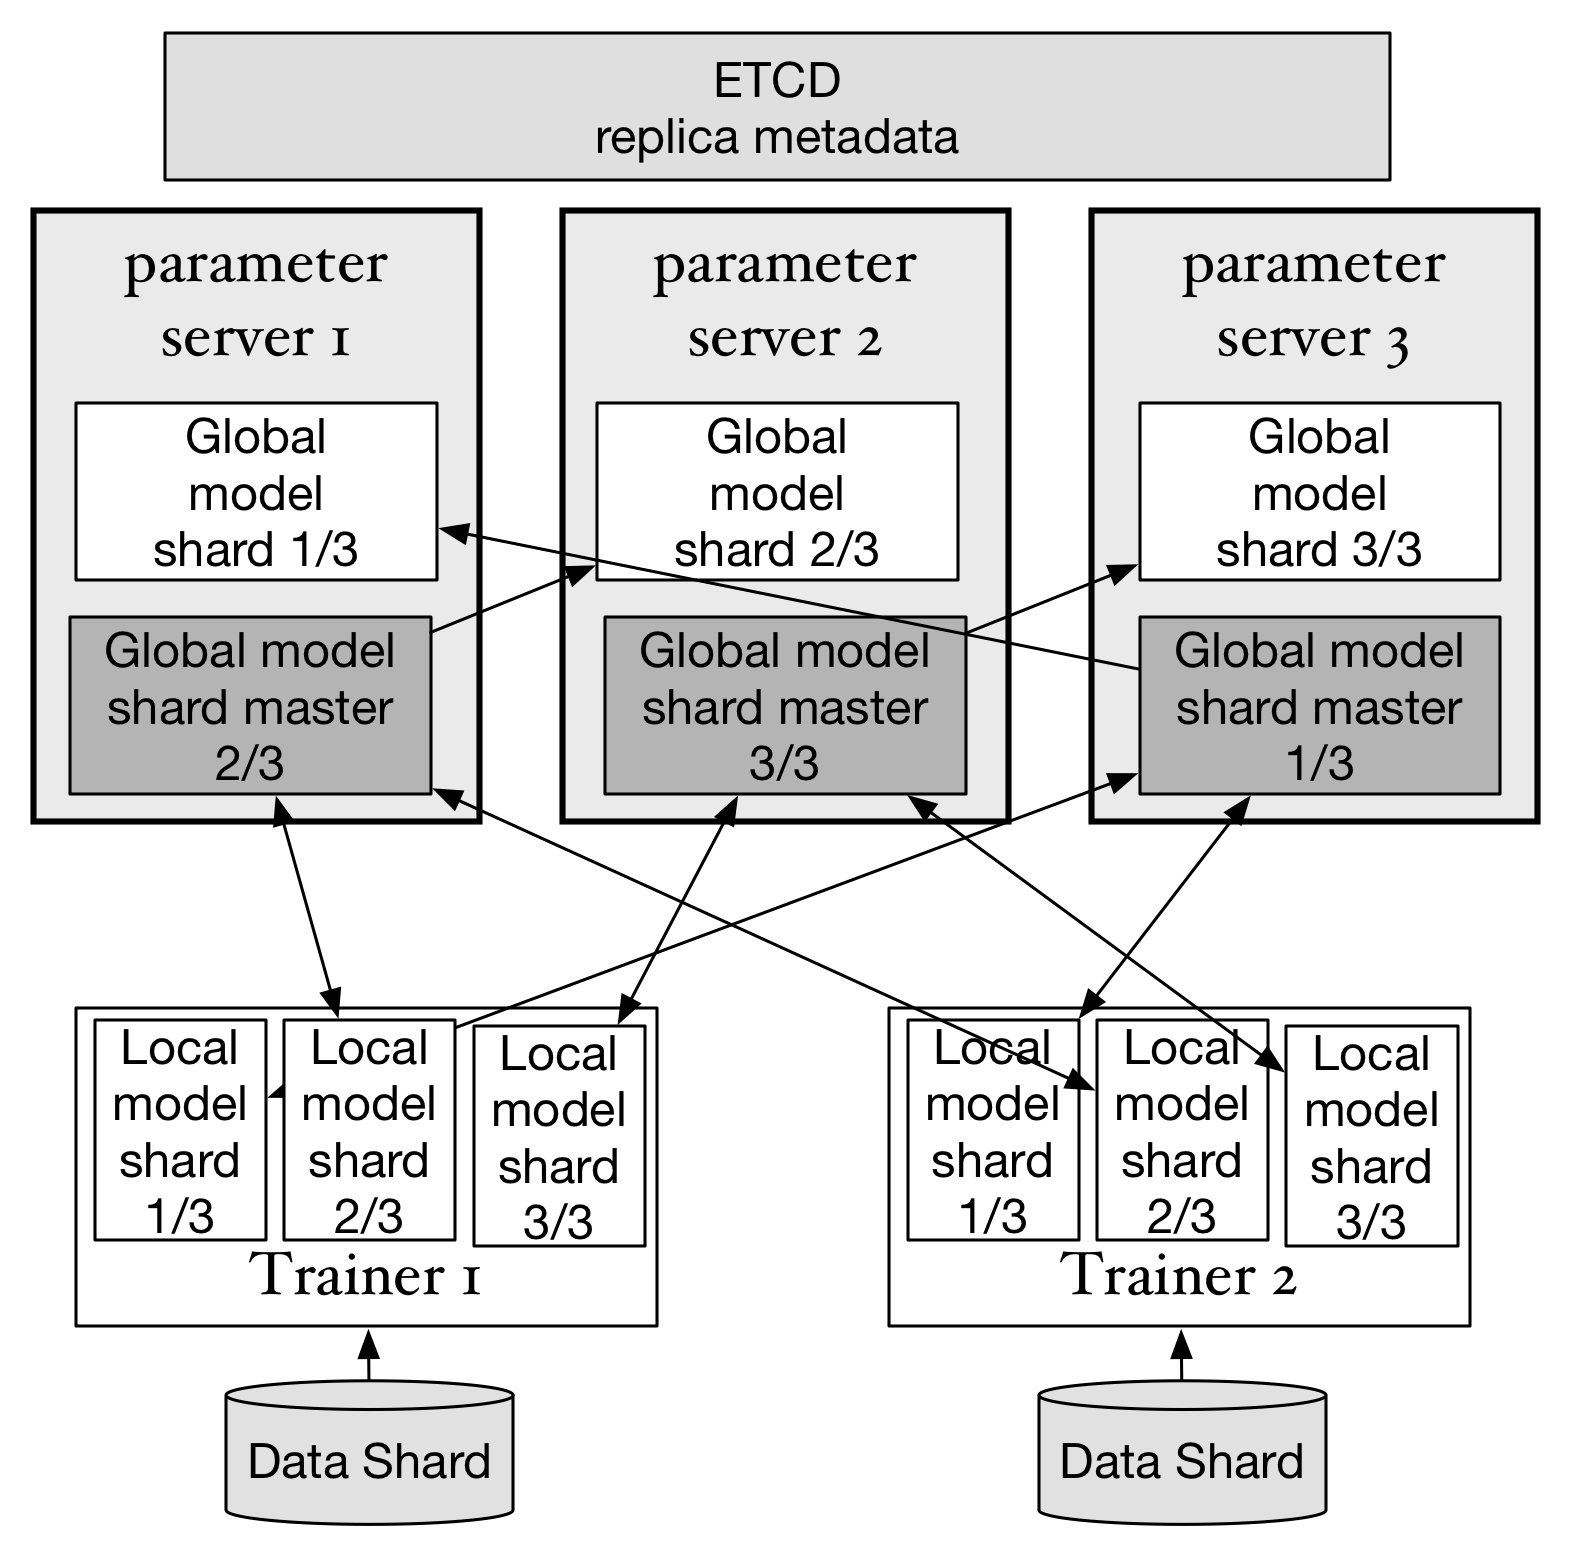 ETCD
replica metadata
parameter
server 1
Global
model
shard 1/3
Global model
shard master
2/3
parameter
server 2
Global
model
shard 2/3
Global model
shard master
3/3
parameter
server 3
Global
model
shard 3/3
Global model
shard master
1/3
Local
model
shard
1/3
Local
model
shard
2/3
Local
model
shard
3/3
Trainer 1
Local
model
shard
1/3
Local
model
shard
2/3
Local
model
shard
3/3
Trainer 2
Data Shard
Data Shard